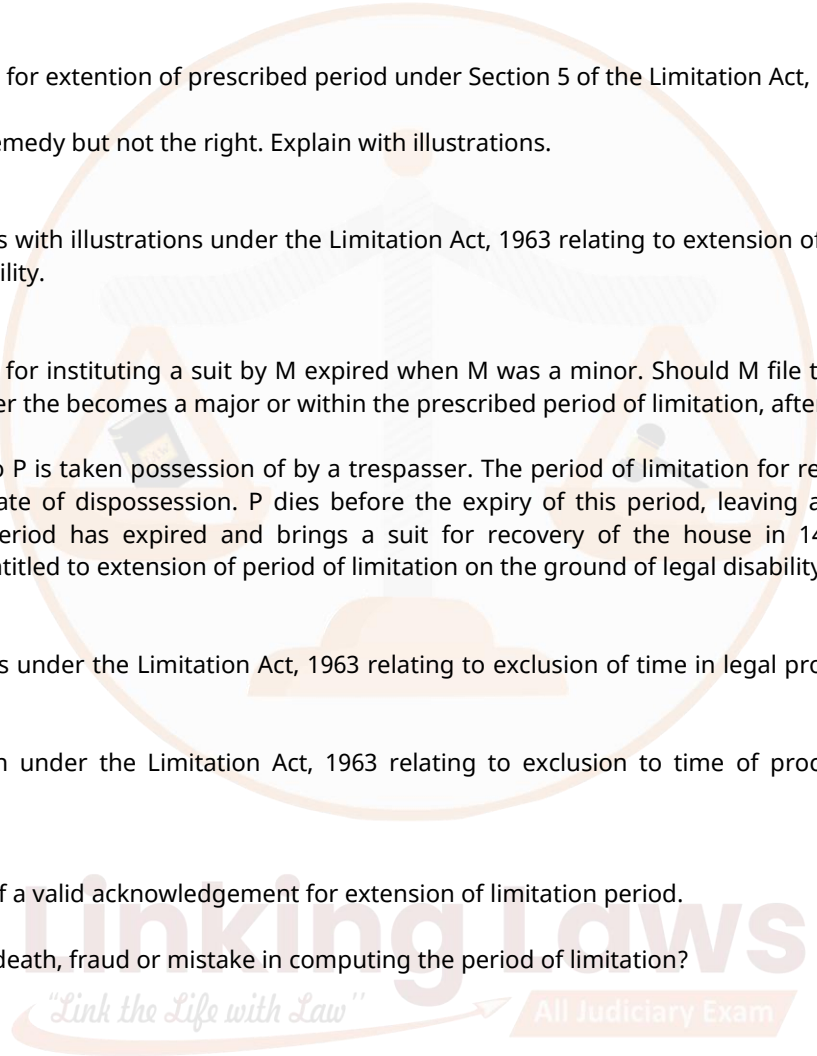 for extention of prescribed period under Section 5 of the Limitation Act,
emedy but not the right. Explain with illustrations.
s with illustrations under the Limitation Act, 1963 relating to extension of
ility.
for instituting a suit by M expired when M was a minor. Should M file t
er the becomes a major or within the prescribed period of limitation, after
o P is taken possession of by a trespasser. The period of limitation for re
ate of dispossession. P dies before the expiry of this period, leaving a
eriod has expired and brings a suit for recovery of the house in 14
ntitled to extension of period of limitation on the ground of legal disability
s under the Limitation Act, 1963 relating to exclusion of time in legal pro
n under the Limitation Act, 1963 relating to exclusion to time of proc
f a valid acknowledgement for extension of limitation period.
death, fraud or mistake in computing the period of limitation?
Linking Laws
"Link the Life with Law"
All Judiciary Exam